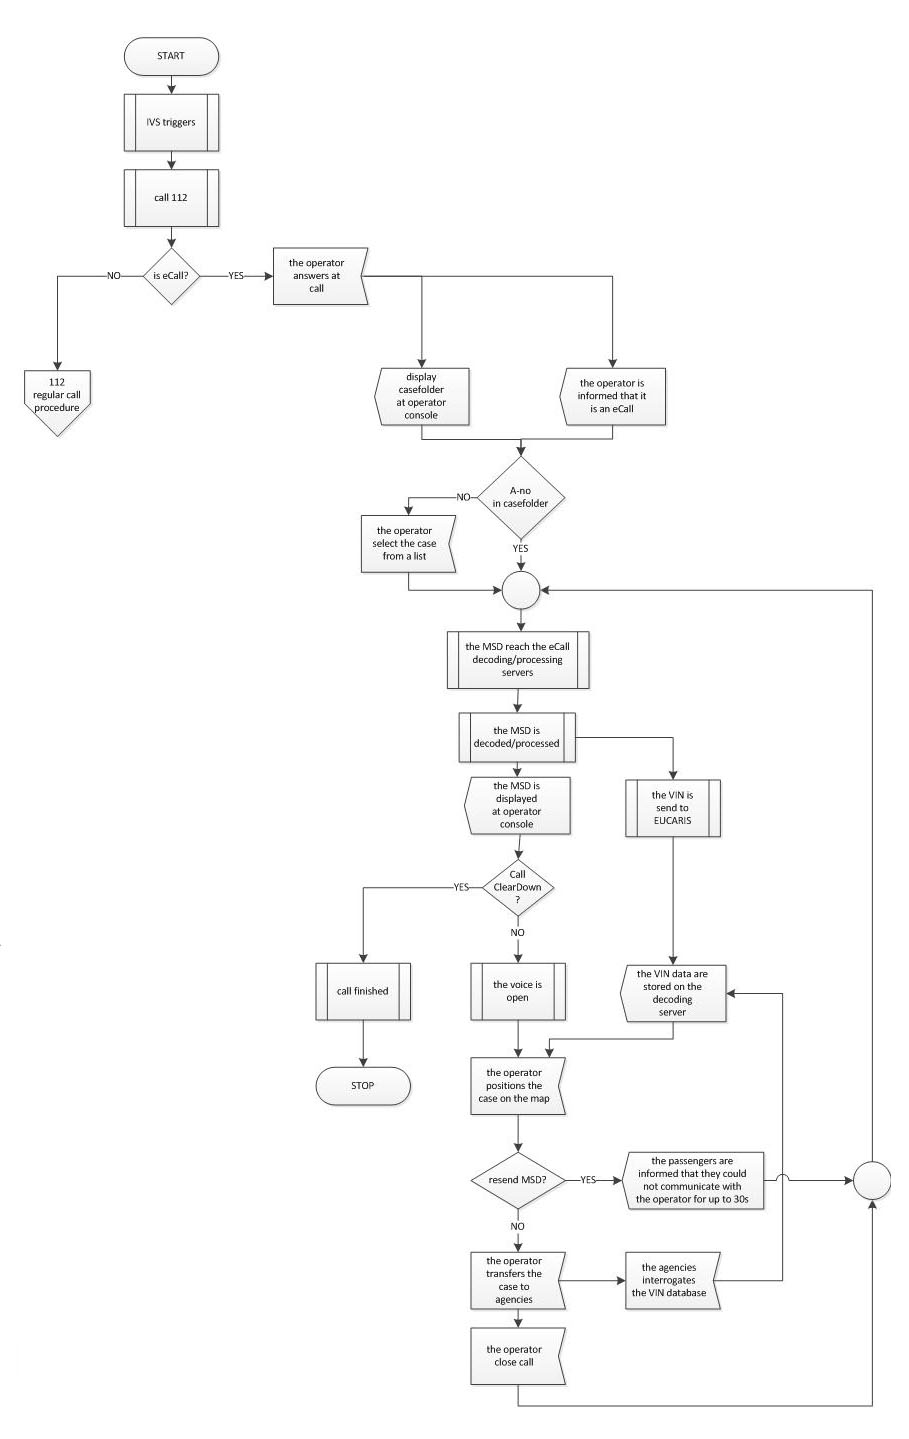 START
IVS triggers
call 112
is eCall?
NO
YES
the operator
answers at
call
112
regular call
procedure
display
casefolder
at operator
console
the operator is
informed that it
is an eCall
A-no
in casefolder
NO
YES
the operator
select the case
from a list
the MSD reach the eCall
decoding/processing
servers
the MSD is
decoded/processed
the MSD is
displayed
at operator
console
the VIN is
send to
EUCARIS
Call
ClearDown
?
YES
NO
call finished
the voice is
open
the VIN data are
stored on the
decoding
server
STOP
the operator
positions the
case on the map
resend MSD?
YES
the passengers are
informed that they could
not communicate with
the operator for up to 30s
NO
the operator
transfers the
case to
agencies
the agencies
interrogates
the VIN database
the operator
close call